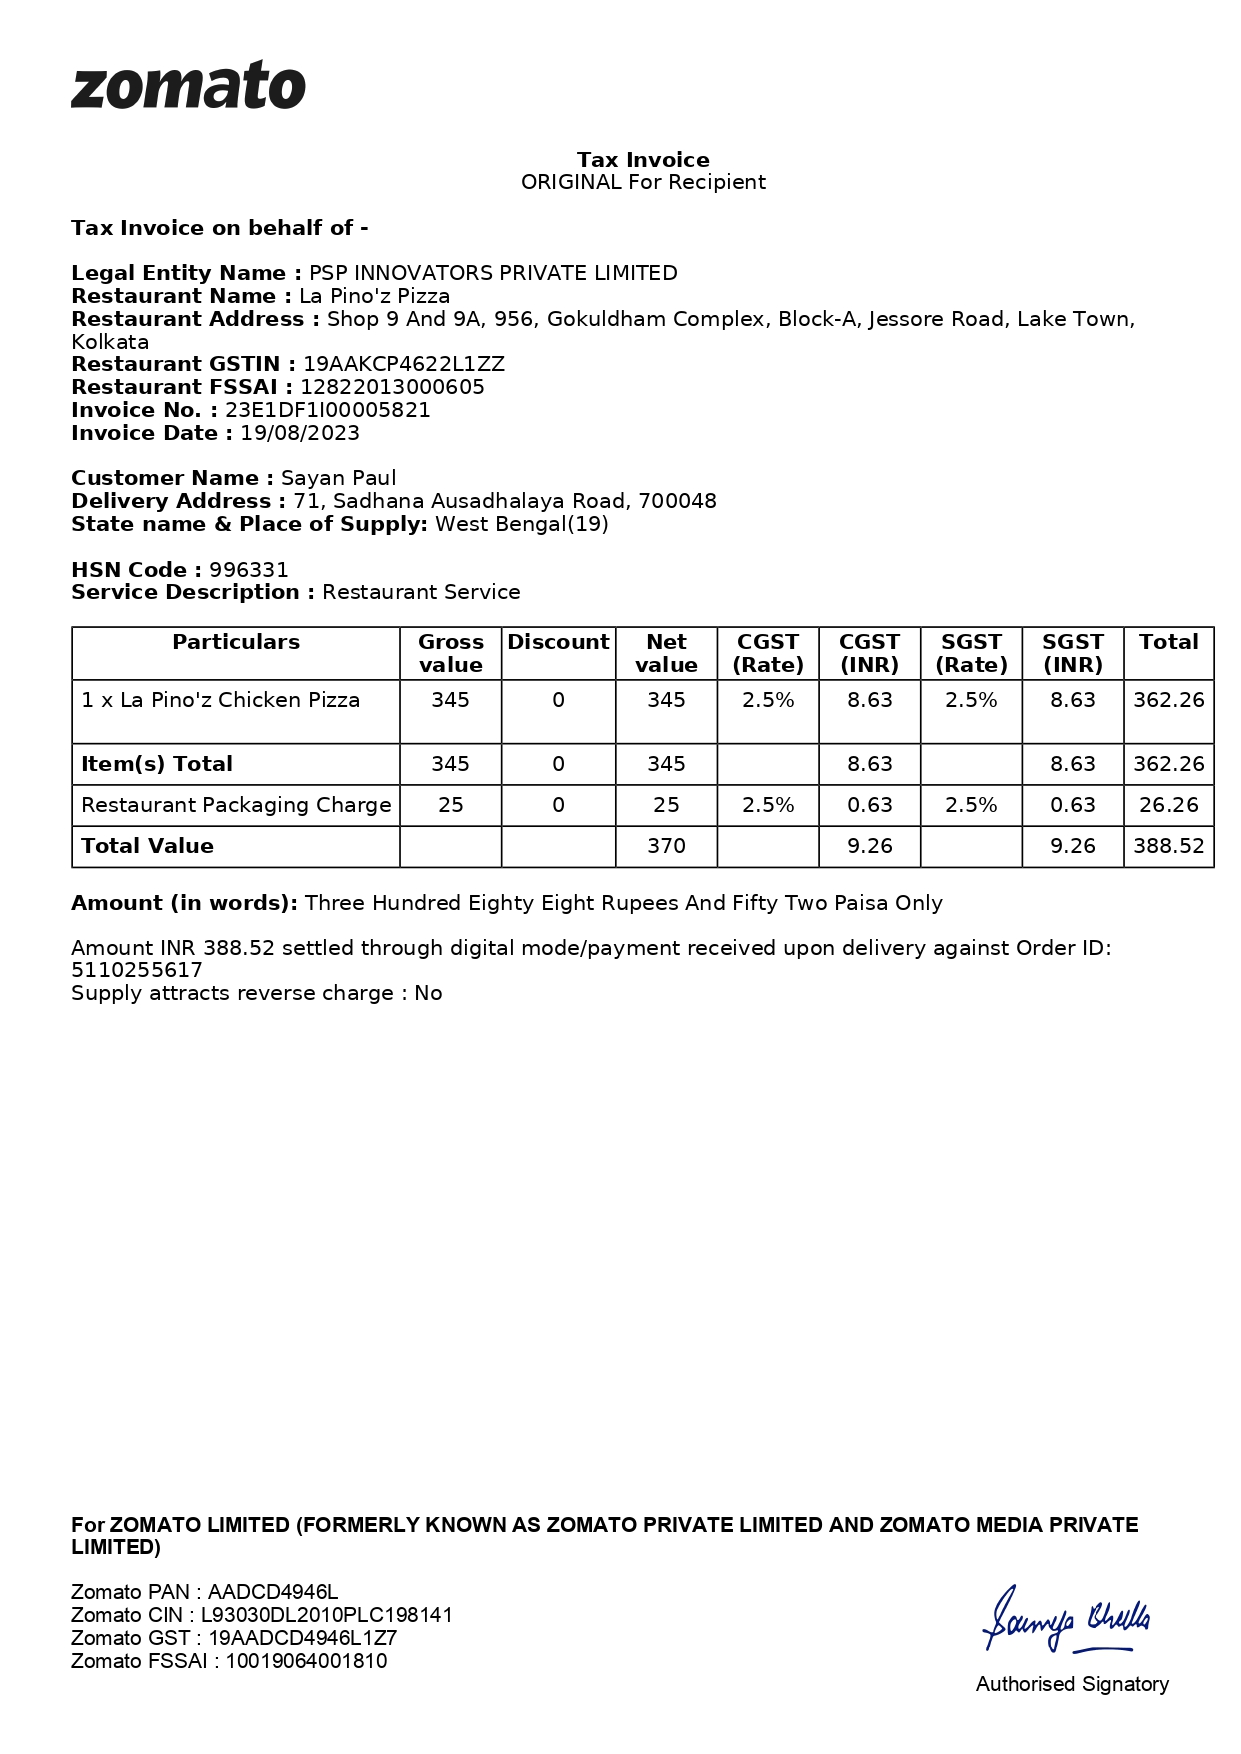 zomato
Tax Invoice
ORIGINAL For Recipient
Tax Invoice on behalf of -
Legal Entity Name : PSP INNOVATORS PRIVATE LIMITED
Restaurant Name : La Pino'z Pizza
Restaurant Address : Shop 9 And 9A, 956, Gokuldham Complex, Block-A, Jessore Road, Lake Town,
Kolkata
Restaurant GSTIN : 19AAKCP4622L1ZZ
Restaurant FSSAI : 12822013000605
Invoice No. : 23E1DF1I00005821
Invoice Date : 19/08/2023
Customer Name : Sayan Paul
Delivery Address : 71, Sadhana Ausadhalaya Road, 700048
State name & Place of Supply: West Bengal(19)
HSN Code : 996331
Service Description : Restaurant Service
Particulars Gross value Discount Net value CGST (Rate) CGST (INR) SGST (Rate) SGST (INR) Total
1 x La Pino'z Chicken Pizza 345 0 345 2.5% 8.63 2.5% 8.63 362.26
Item(s) Total 345 0 345 8.63 8.63 362.26
Restaurant Packaging Charge 25 0 25 2.5% 0.63 2.5% 0.63 26.26
Total Value 370 9.26 9.26 388.52
Amount (in words): Three Hundred Eighty Eight Rupees And Fifty Two Paisa Only
Amount INR 388.52 settled through digital mode/payment received upon delivery against Order ID:
5110255617
Supply attracts reverse charge : No
For ZOMATO LIMITED (FORMERLY KNOWN AS ZOMATO PRIVATE LIMITED AND ZOMATO MEDIA PRIVATE
LIMITED)
Zomato PAN : AADCD4946L
Zomato CIN : L93030DL2010PLC198141
Zomato GST : 19AADCD4946L1Z7
Zomato FSSAI : 10019064001810
Authorised Signatory